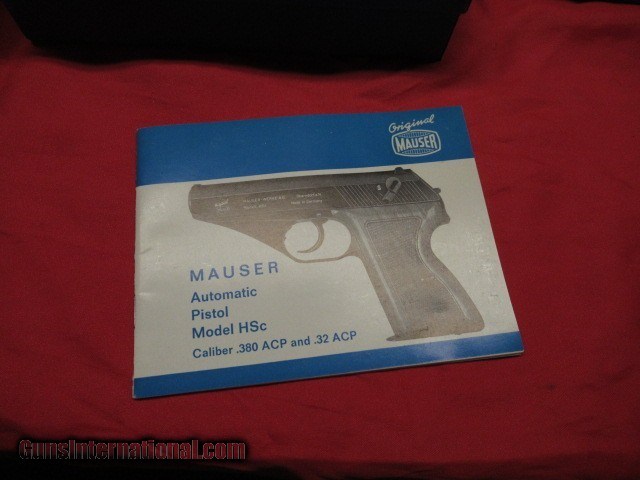 Original
MAUSER
MAUSER
Automatic
Pistol
Model HSc
Caliber .380 ACP and .32 ACP
GunsInternational.com